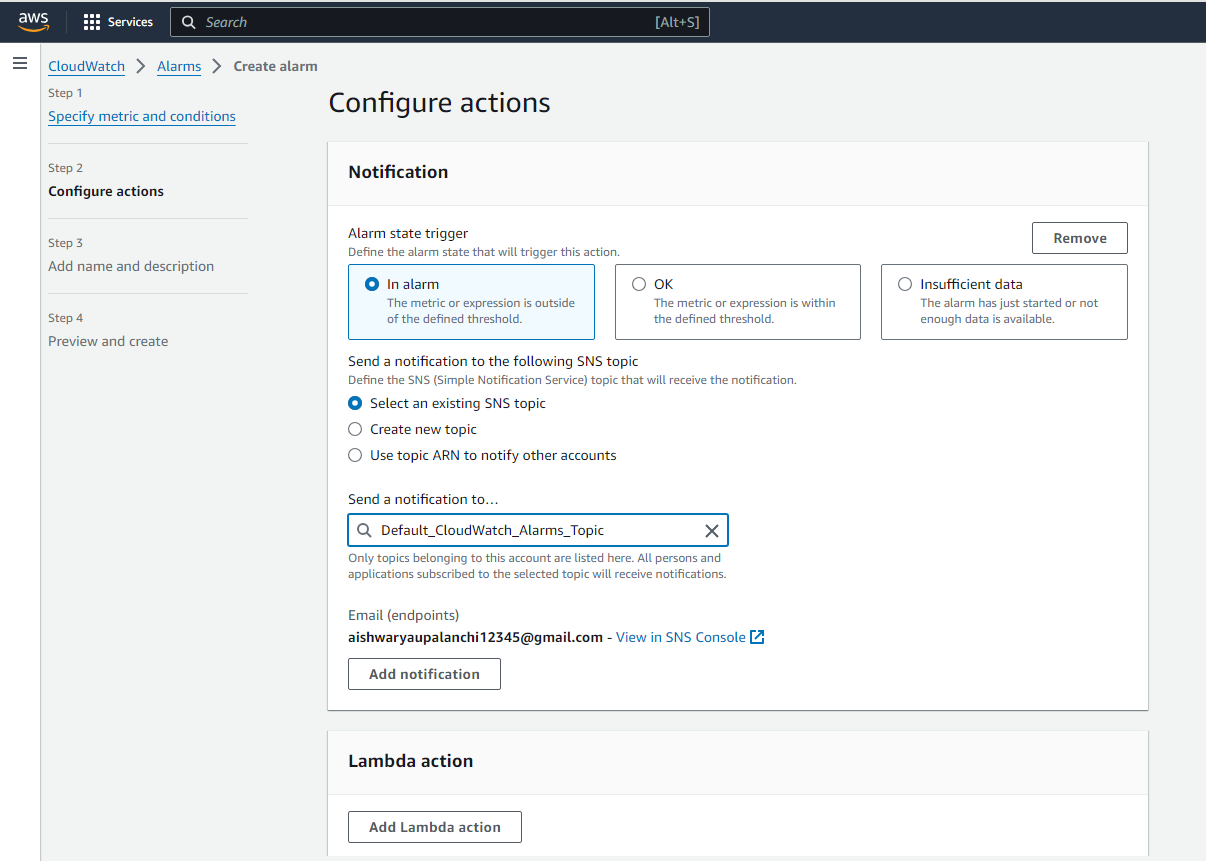 aws
Services
Search
[Alt+S]
CloudWatch
Alarms
Create alarm
Step 1
Specify metric and conditions
Step 2
Configure actions
Step 3
Add name and description
Step 4
Preview and create
Configure actions
Notification
Alarm state trigger
Define the alarm state that will trigger this action.
Remove
In alarm
The metric or expression is outside
of the defined threshold.
OK
The metric or expression is within
the defined threshold.
Insufficient data
The alarm has just started or not
enough data is available.
Send a notification to the following SNS topic
Define the SNS (Simple Notification Service) topic that will receive the notification.
Select an existing SNS topic
Create new topic
Use topic ARN to notify other accounts
Send a notification to…
Default_CloudWatch_Alarms_Topic
Only topics belonging to this account are listed here. All persons and
applications subscribed to the selected topic will receive notifications.
Email (endpoints)
aishwaryaupalanchi12345@gmail.com - View in SNS Console
Add notification
Lambda action
Add Lambda action